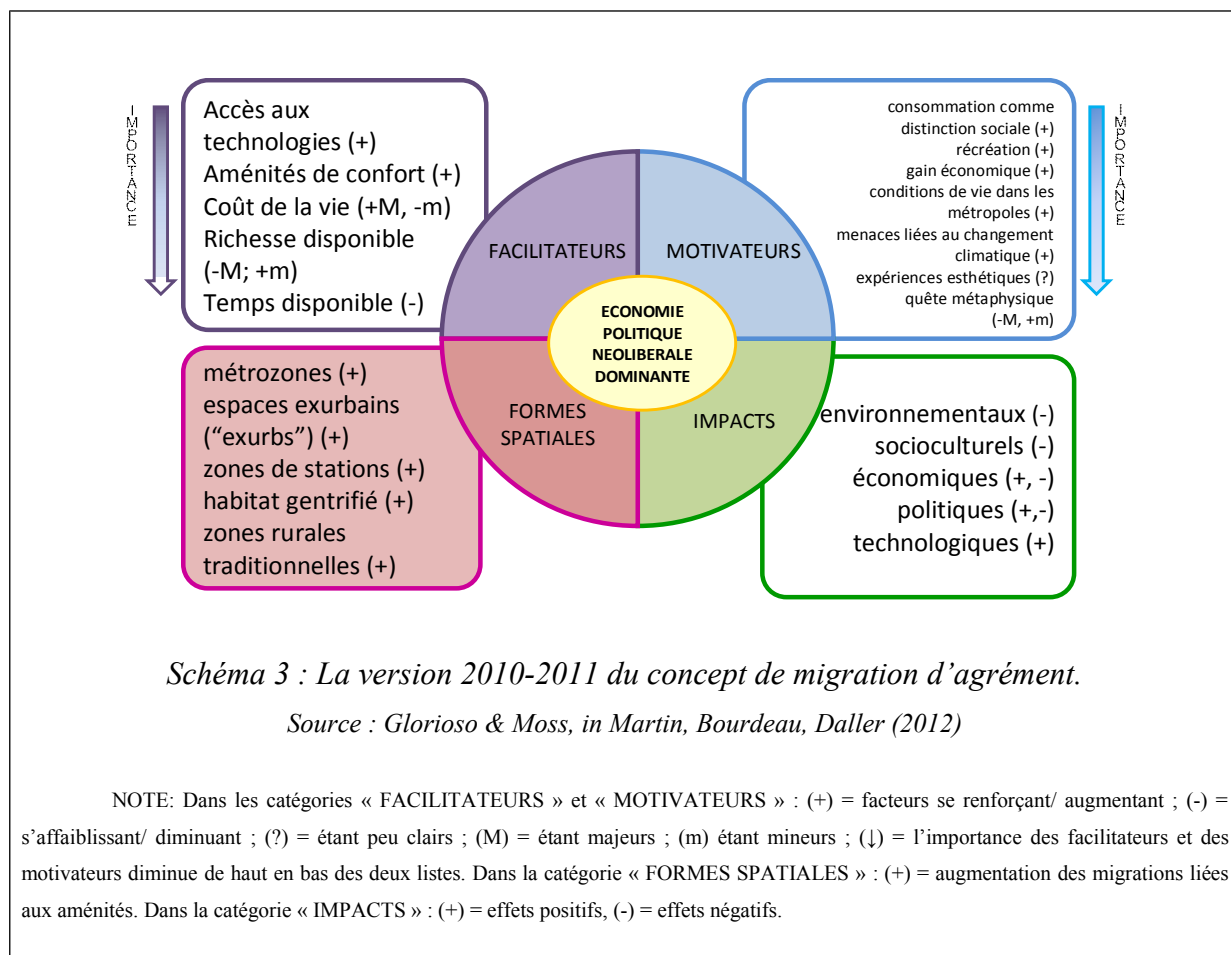 IMPORTANCE
Accès aux
technologies (+)
Aménités de confort (+)
Coût de la vie (+M, -m)
Richesse disponible
(-M; +m)
Temps disponible (-)
consommation comme
distinction sociale (+)
récréation (+)
gain économique (+)
conditions de vie dans les
métropoles (+)
menaces liées au changement
climatique (+)
expériences esthétiques (?)
quête métaphysique
(-M, +m)
IMPORTANCE
FACILITATEURS
MOTIVATEURS
ECONOMIE
POLITIQUE
NEOLIBERALE
DOMINANTE
FORMES
SPATIALES
IMPACTS
métrozones (+)
espaces exurbains
(“exurbs”) (+)
zones de stations (+)
habitat gentrifié (+)
zones rurales
traditionnelles (+)
environnementaux (-)
socioculturels (-)
économiques (+, -)
politiques (+,-)
technologiques (+)
Schéma 3 : La version 2010-2011 du concept de migration d’agrément.
Source : Glorioso & Moss, in Martin, Bourdeau, Daller (2012)
NOTE: Dans les catégories « FACILITATEURS » et « MOTIVATEURS » : (+) = facteurs se renforçant/ augmentant ; (-) =
s’affaiblissant/ diminuant ; (?) = étant peu clairs ; (M) = étant majeurs ; (m) étant mineurs ; (↓) = l’importance des facilitateurs et des
motivateurs diminue de haut en bas des deux listes. Dans la catégorie « FORMES SPATIALES » : (+) = augmentation des migrations liées
aux aménités. Dans la catégorie « IMPACTS » : (+) = effets positifs, (-) = effets négatifs.